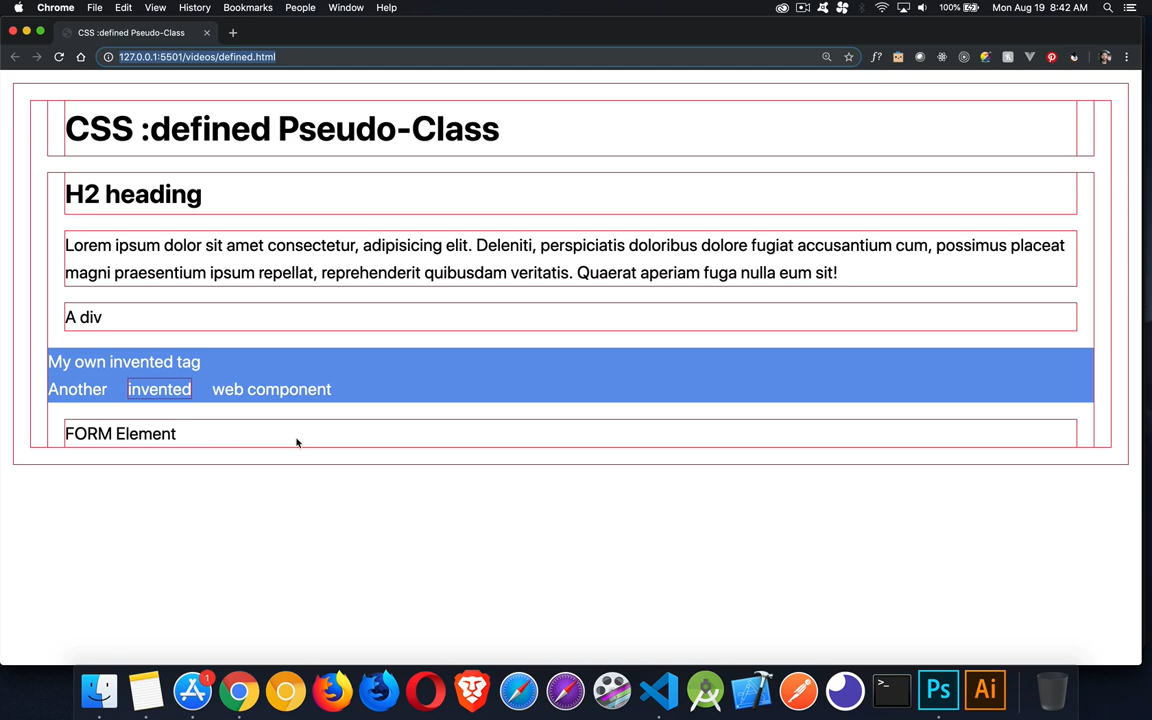 Chrome File Edit View History Bookmarks People Window Help 100% Mon Aug 19 8:42 AM
CSS :defined Pseudo-Class
127.0.0.1:5501/videos/defined.html
f?
CSS :defined Pseudo-Class
H2 heading
Lorem ipsum dolor sit amet consectetur, adipisicing elit. Deleniti, perspiciatis doloribus dolore fugiat accusantium cum, possimus placeat
magni praesentium ipsum repellat, reprehenderit quibusdam veritatis. Quaerat aperiam fuga nulla eum sit!
A div
My own invented tag
Another invented web component
FORM Element
1
>_
Ps
Ai